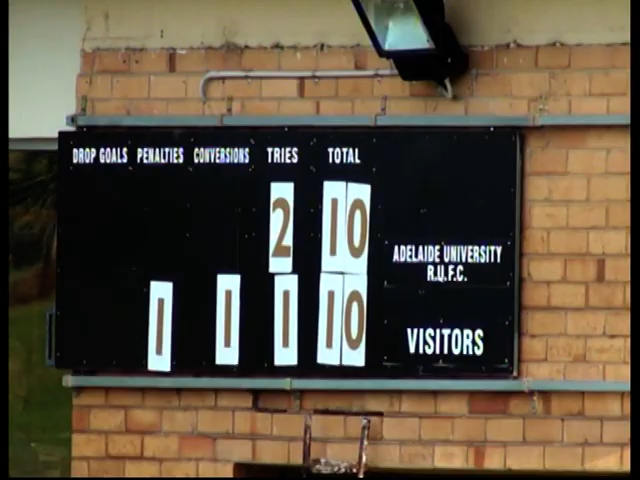 DROP GOALS PENALTIES CONVERSIONS TRIES TOTAL
2 10 ADELAIDE UNIVERSITY
R.U.F.C.
1 1 1 10 VISITORS